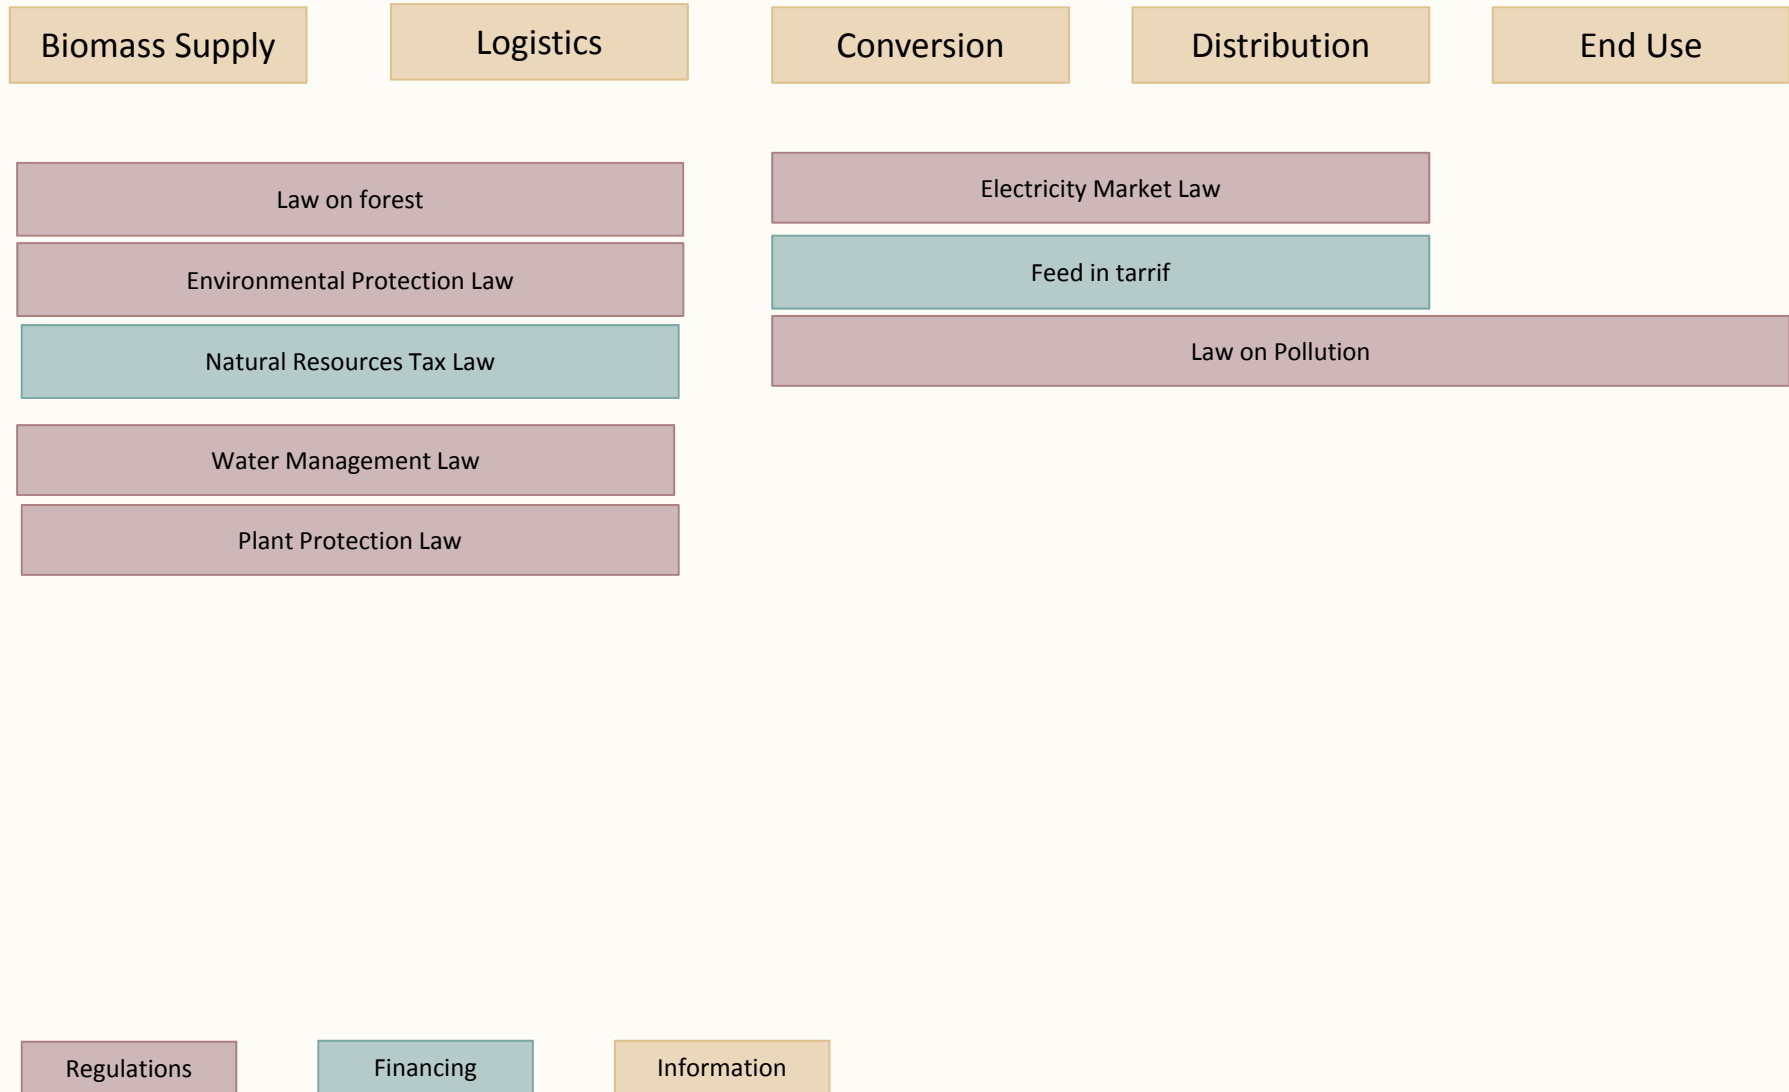 Biomass Supply
Logistics
Conversion
Distribution
End Use
Law on forest
Environmental Protection Law
Natural Resources Tax Law
Water Management Law
Plant Protection Law
Electricity Market Law
Feed in tarrif
Law on Pollution
Regulations
Financing
Information